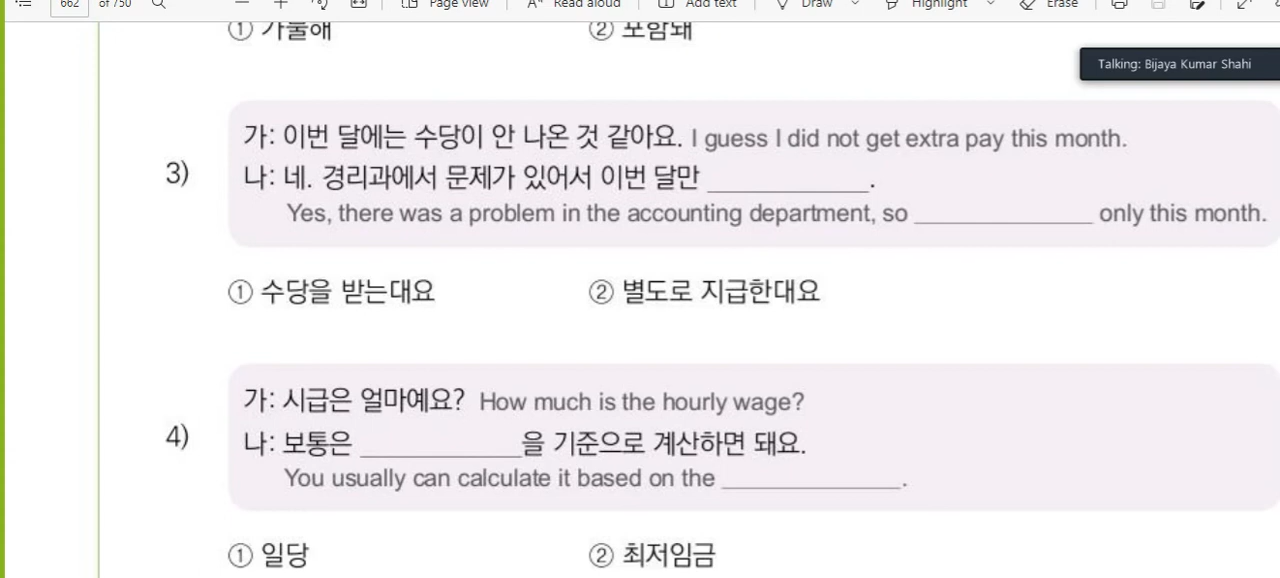 662 of 750 Page view Read aloud Add text Draw Highlight Erase
① 가불해 ② 포함돼
Talking: Bijaya Kumar Shahi
3)
가: 이번 달에는 수당이 안 나온 것 같아요. I guess I did not get extra pay this month.
나: 네. 경리과에서 문제가 있어서 이번 달만 ____________.
Yes, there was a problem in the accounting department, so ____________ only this month.
① 수당을 받는대요 ② 별도로 지급한대요
4)
가: 시급은 얼마예요? How much is the hourly wage?
나: 보통은 ____________을 기준으로 계산하면 돼요.
You usually can calculate it based on the ____________.
① 일당 ② 최저임금